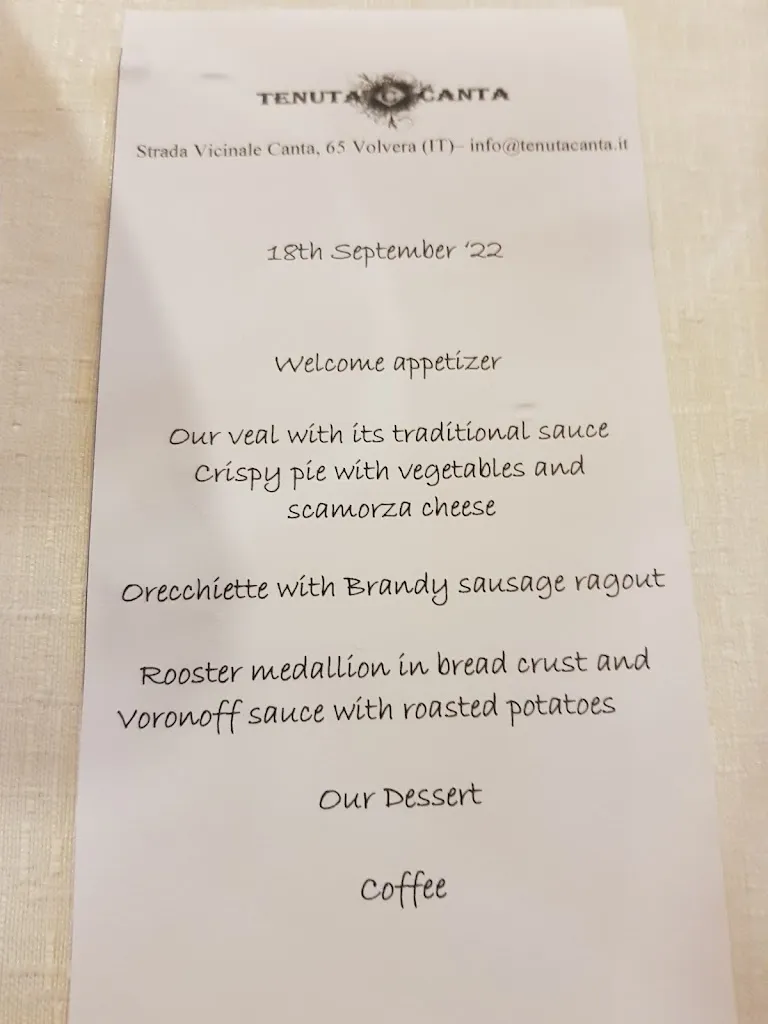 TENUTA C CANTA
Strada Vicinale Canta, 65 Volvera (IT)– info@tenutacanta.it
18th September '22
Welcome appetizer
Our veal with its traditional sauce
Crispy pie with vegetables and
scamorza cheese
Orecchiette with Brandy sausage ragout
Rooster medallion in bread crust and
Voronoff sauce with roasted potatoes
Our Dessert
Coffee